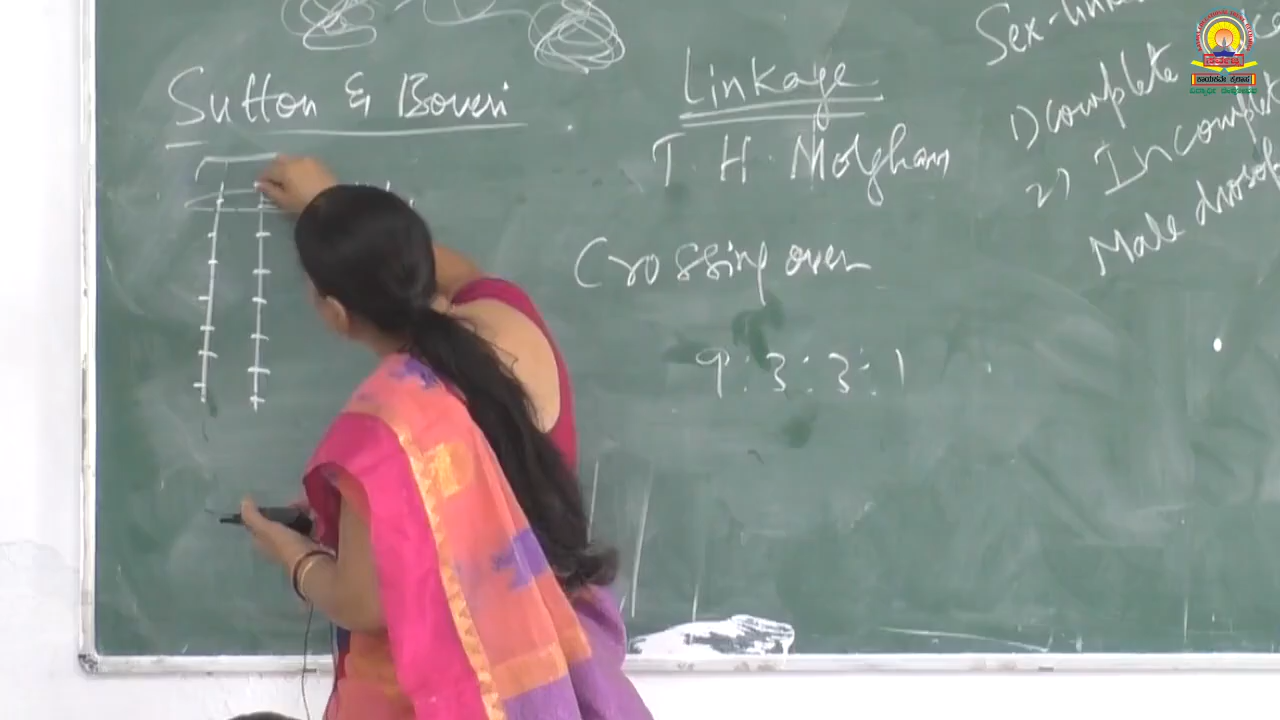 Sutton & Boveri
Linkage
T. H. Molgham
Crossing over
9:3:3:1
Sex-link
1) complete
2) Incomplet
Male drosop